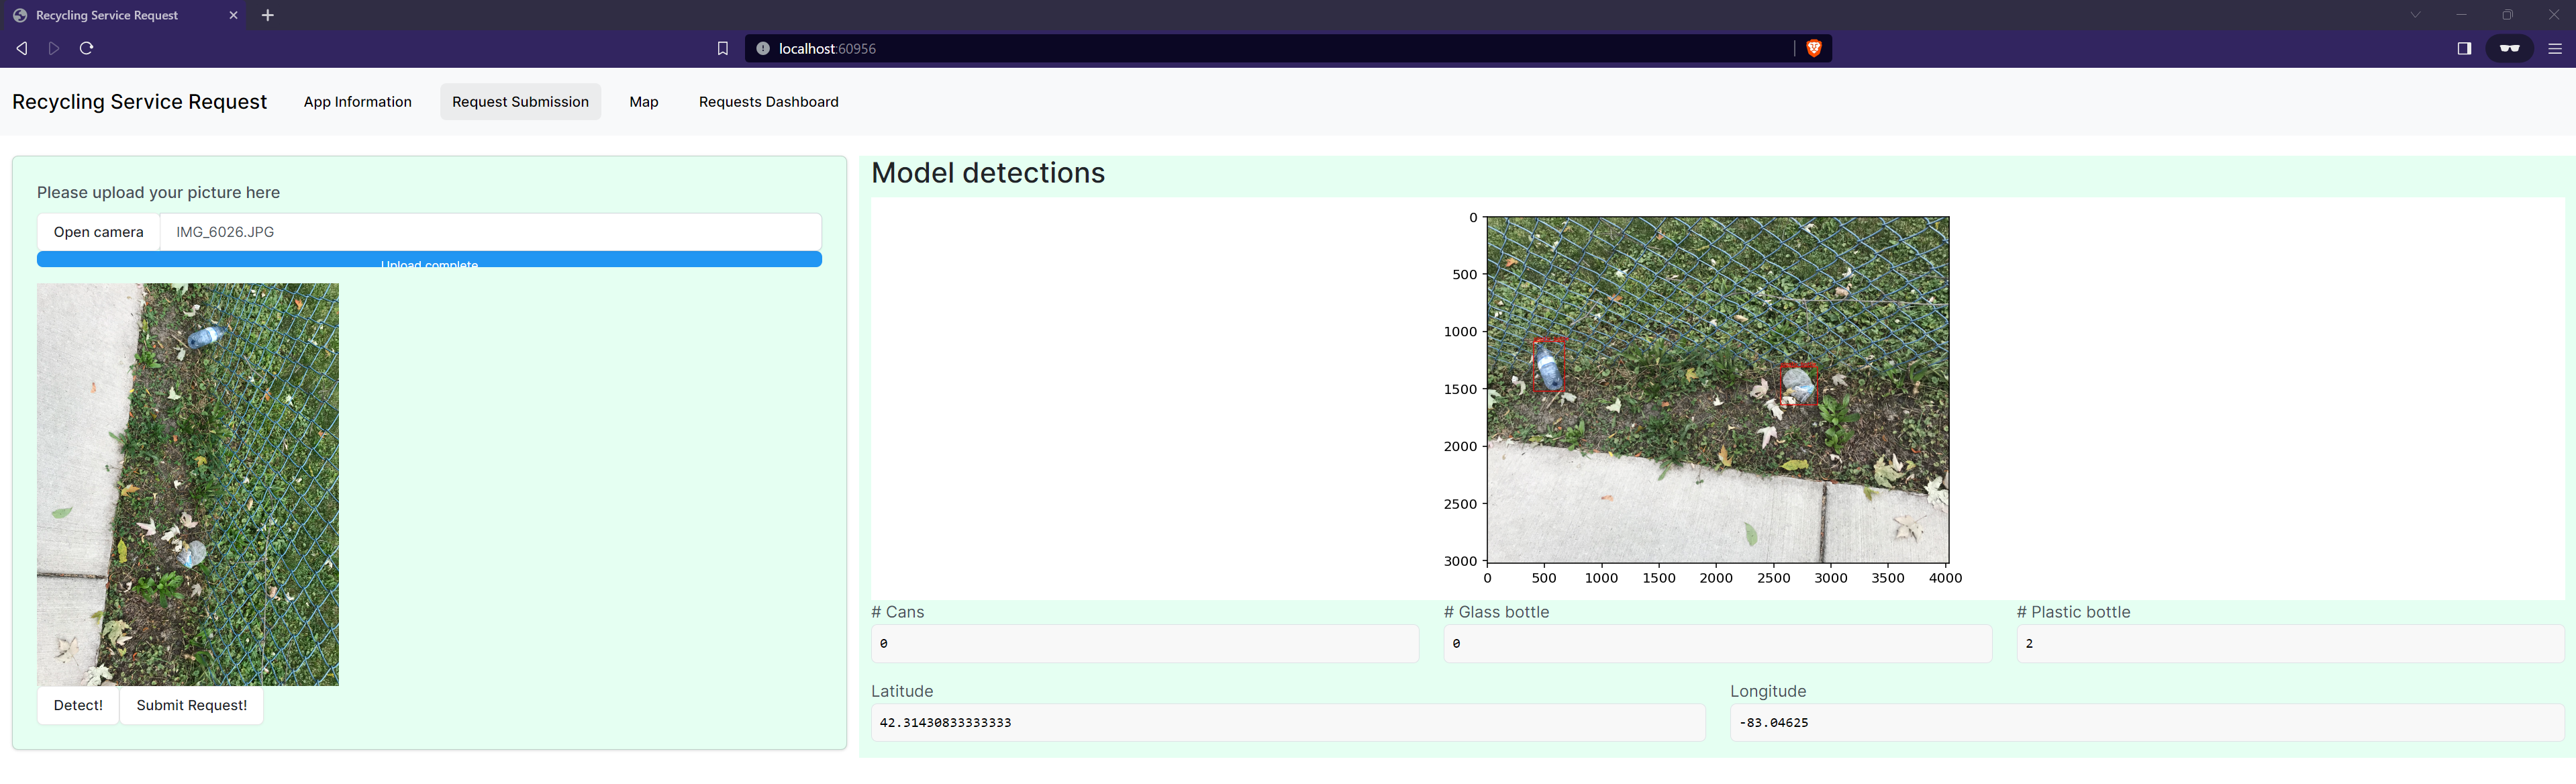 Recycling Service Request
localhost:60956
Recycling Service Request App Information Request Submission Map Requests Dashboard
Please upload your picture here
Open camera IMG_6026.JPG
Upload complete
Detect! Submit Request!
Model detections
0
500
1000
1500
2000
2500
3000
0 500 1000 1500 2000 2500 3000 3500 4000
# Cans # Glass bottle # Plastic bottle
0 0 2
Latitude Longitude
42.31430833333333 -83.04625